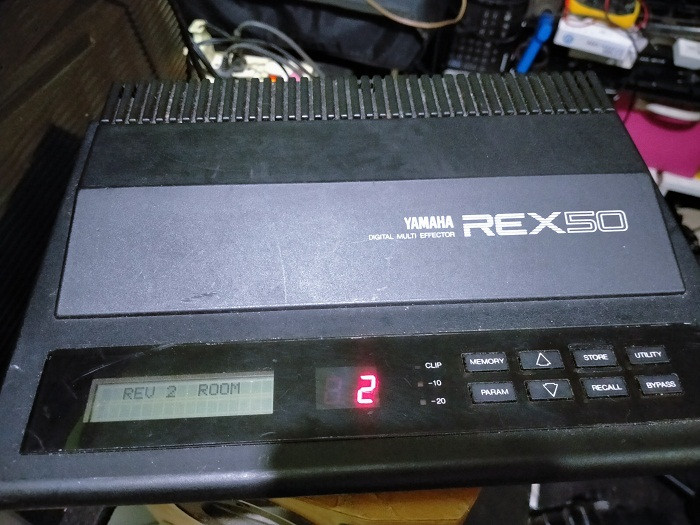 YAMAHA
DIGITAL MULTI EFFECTOR
REX50
REV 2 ROOM
2
CLIP
-10
-20
MEMORY
STORE
UTILITY
PARAM
RECALL
BYPASS